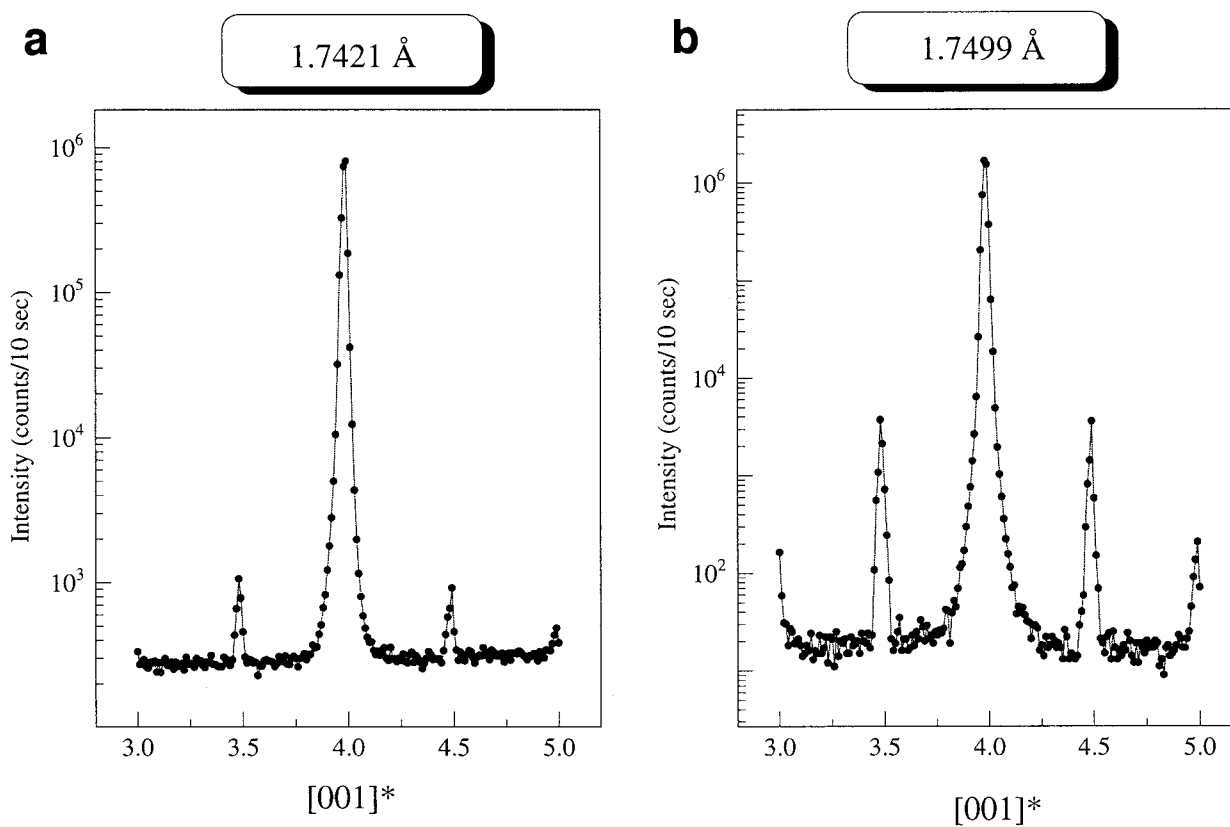 a
1.7421 Å
10⁶
10⁵
10⁴
10³
Intensity (counts/10 sec)
3.0 3.5 4.0 4.5 5.0
[001]*
b
1.7499 Å
10⁶
10⁴
10²
Intensity (counts/10 sec)
3.0 3.5 4.0 4.5 5.0
[001]*